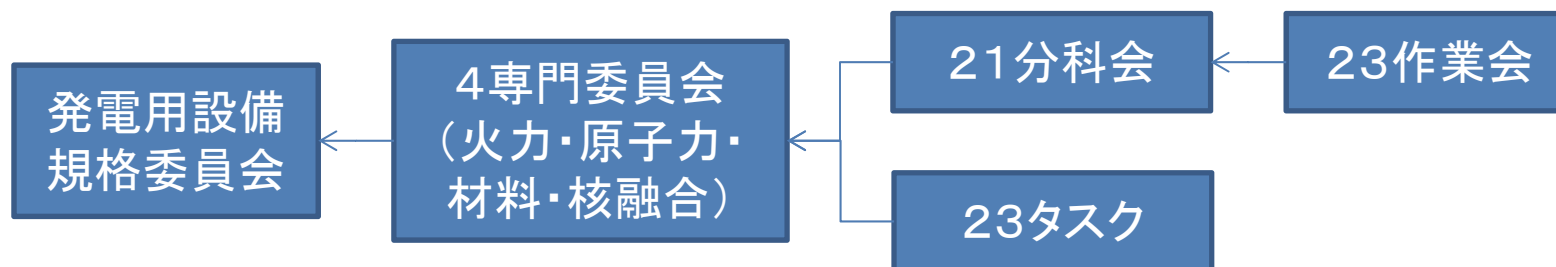 発電用設備
規格委員会
４専門委員会
（火力・原子力・
材料・核融合）
２１分科会
２３作業会
２３タスク